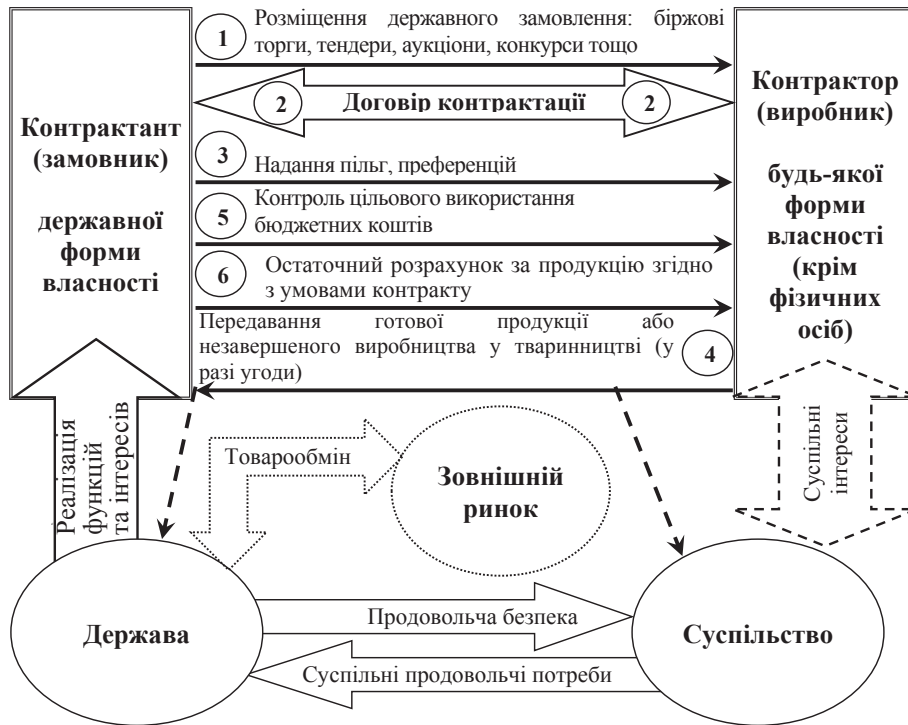 1
Розміщення державного замовлення: біржові
торги, тендери, аукціони, конкурси тощо
2
Договір контрактації
2
Контрактант
(замовник)
державної
форми
власності
Контрактор
(виробник)
будь-якої
форми
власності
(крім
фізичних
осіб)
3
Надання пільг, преференцій
5
Контроль цільового використання
бюджетних коштів
6
Остаточний розрахунок за продукцію згідно
з умовами контракту
Передавання готової продукції або
незавершеного виробництва у тваринництві (у
разі угоди)
4
Реалізація
функцій
та інтересів
Товарообмін
Зовнішній
ринок
Суспільні
інтереси
Держава
Продовольча безпека
Суспільні продовольчі потреби
Суспільство